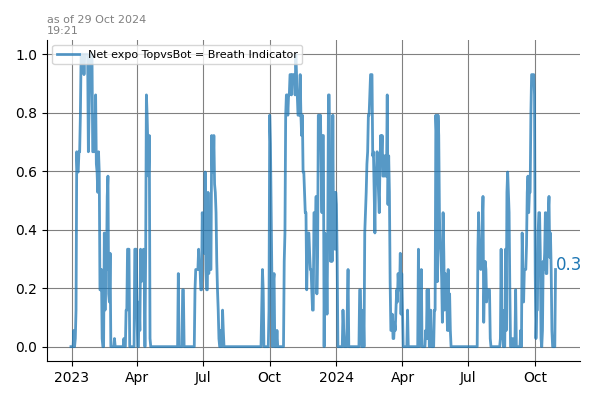 as of 29 Oct 2024
19:21
Net expo TopvsBot = Breath Indicator
1.0
0.8
0.6
0.4
0.2
0.0
0.3
2023 Apr Jul Oct 2024 Apr Jul Oct